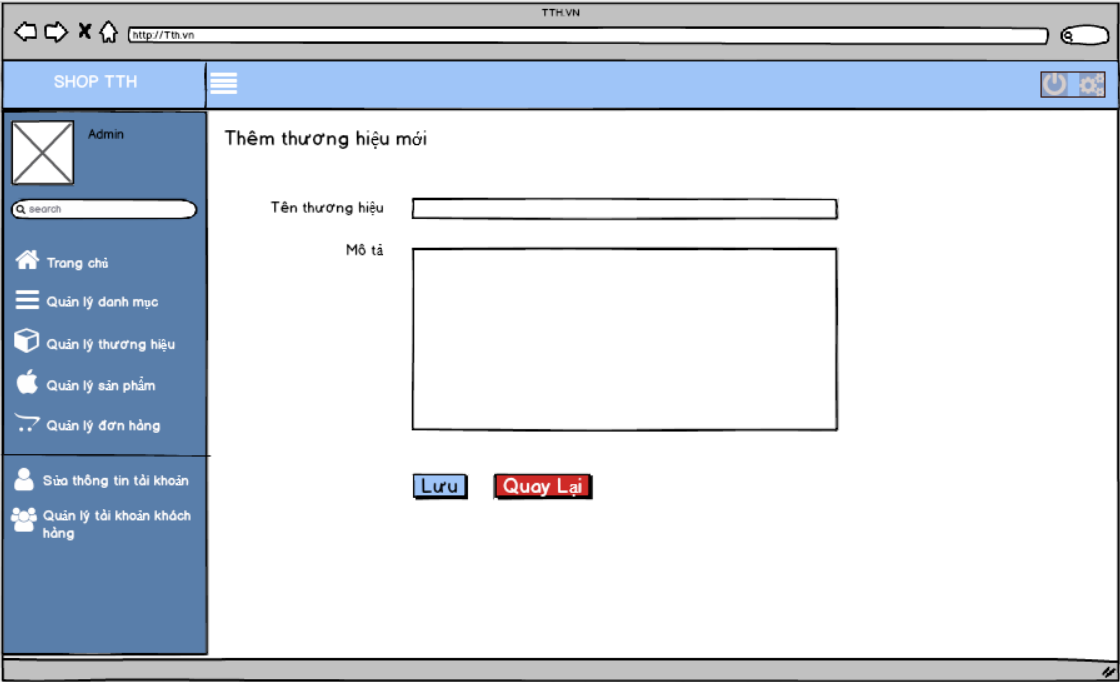 TTH.VN
http://Tth.vn
SHOP TTH
Admin
search
Trang chủ
Quản lý danh mục
Quản lý thương hiệu
Quản lý sản phẩm
Quản lý đơn hàng
Sửa thông tin tài khoản
Quản lý tài khoản khách
hàng
Thêm thương hiệu mới
Tên thương hiệu
Mô tả
Lưu
Quay Lại